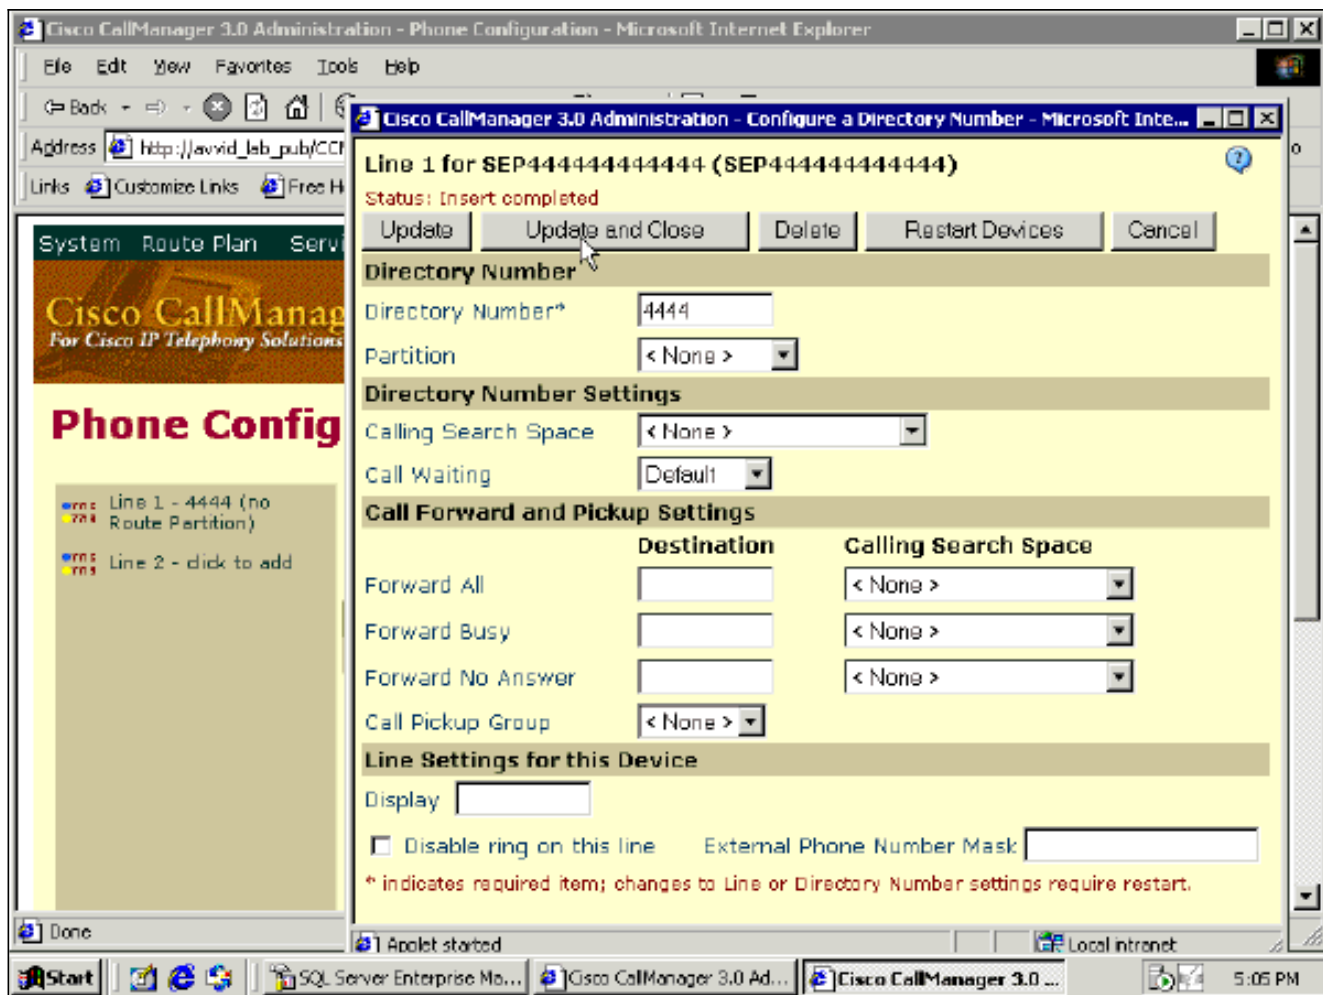 Cisco CallManager 3.0 Administration - Phone Configuration - Microsoft Internet Explorer
File Edit View Favorites Tools Help
Back
Address http://avvid_lab_pub/CCM
Links Customize Links Free H
System Route Plan Servi
Cisco CallManag
For Cisco IP Telephony Solutions
Phone Config
Line 1 - 4444 (no
Route Partition)
Line 2 - click to add
Done
Cisco CallManager 3.0 Administration - Configure a Directory Number - Microsoft Inte...
Line 1 for SEP444444444444 (SEP444444444444)
Status: Insert completed
Update Update and Close Delete Restart Devices Cancel
Directory Number
Directory Number* 4444
Partition < None >
Directory Number Settings
Calling Search Space < None >
Call Waiting Default
Call Forward and Pickup Settings
Destination Calling Search Space
Forward All < None >
Forward Busy < None >
Forward No Answer < None >
Call Pickup Group < None >
Line Settings for this Device
Display
Disable ring on this line External Phone Number Mask
* indicates required item; changes to Line or Directory Number settings require restart.
Applet started Local intranet
Start SQL Server Enterprise Ma... Cisco CallManager 3.0 Ad... Cisco CallManager 3.0 ... 5:05 PM